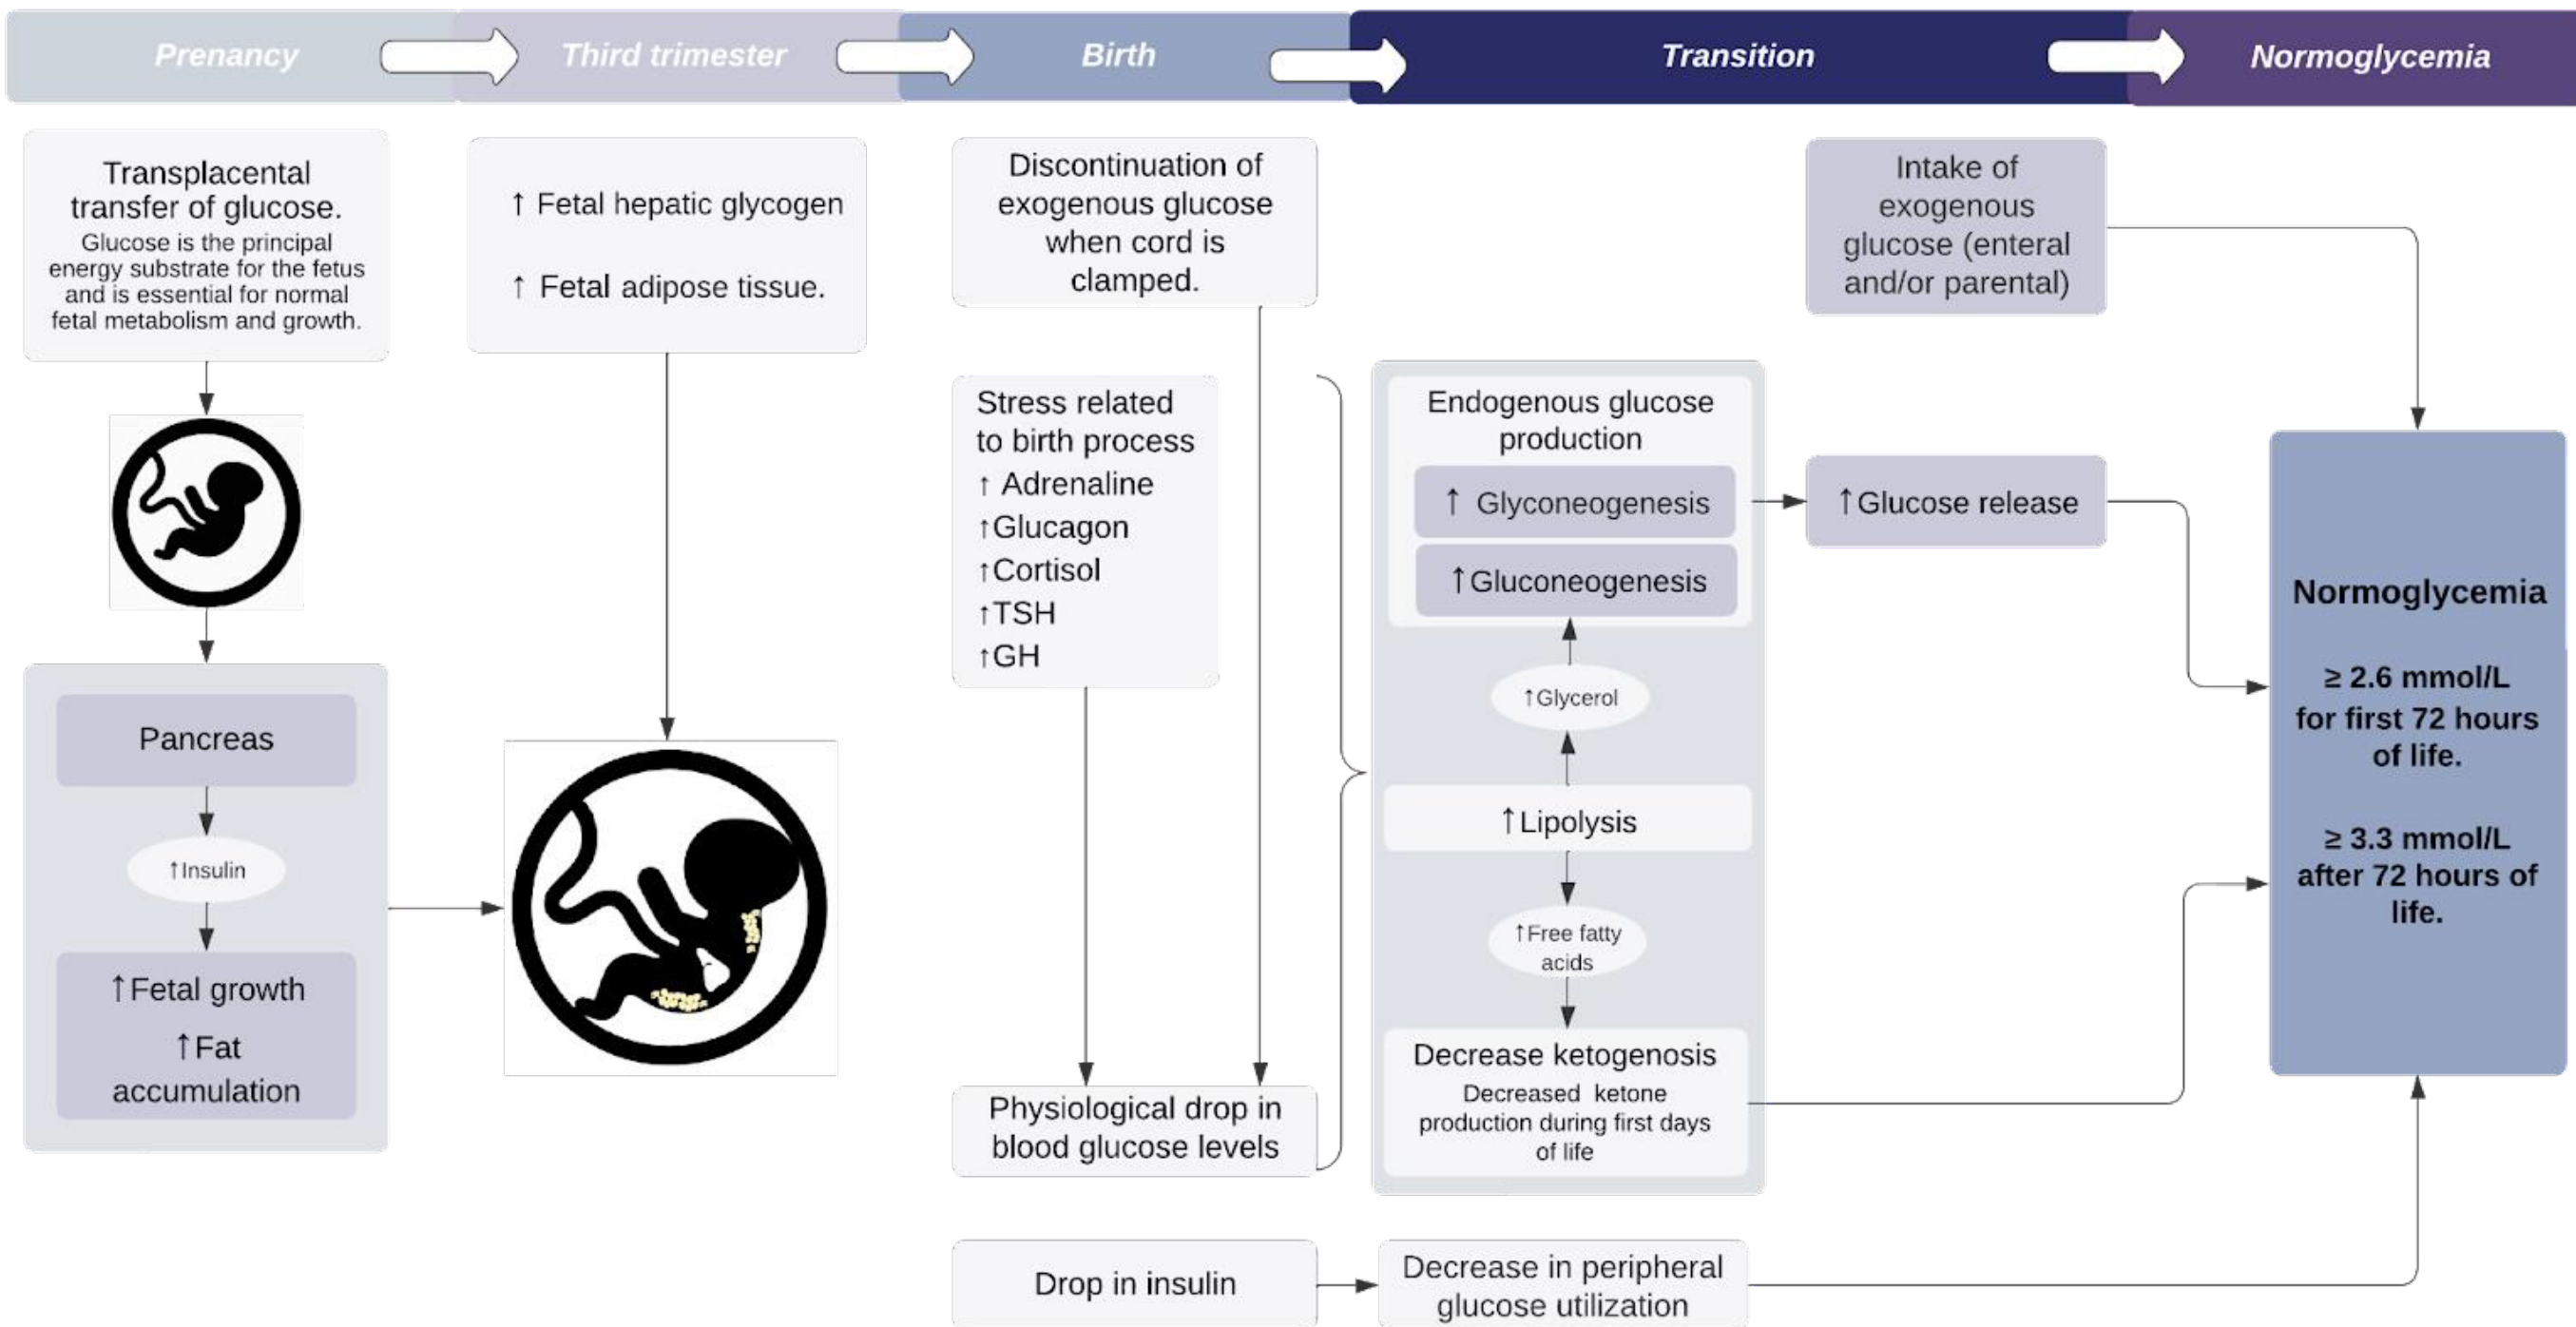 Prenancy
Third trimester
Birth
Transition
Normoglycemia
Transplacental
transfer of glucose.
Glucose is the principal
energy substrate for the fetus
and is essential for normal
fetal metabolism and growth.
Pancreas
↑Insulin
↑Fetal growth
↑Fat
accumulation
↑ Fetal hepatic glycogen
↑ Fetal adipose tissue.
Discontinuation of
exogenous glucose
when cord is
clamped.
Stress related
to birth process
↑ Adrenaline
↑Glucagon
↑Cortisol
↑TSH
↑GH
Physiological drop in
blood glucose levels
Drop in insulin
Endogenous glucose
production
↑ Glyconeogenesis
↑Gluconeogenesis
↑Glycerol
↑Lipolysis
↑Free fatty
acids
Decrease ketogenosis
Decreased ketone
production during first days
of life
Decrease in peripheral
glucose utilization
Intake of
exogenous
glucose (enteral
and/or parental)
↑Glucose release
Normoglycemia
≥ 2.6 mmol/L
for first 72 hours
of life.
≥ 3.3 mmol/L
after 72 hours of
life.